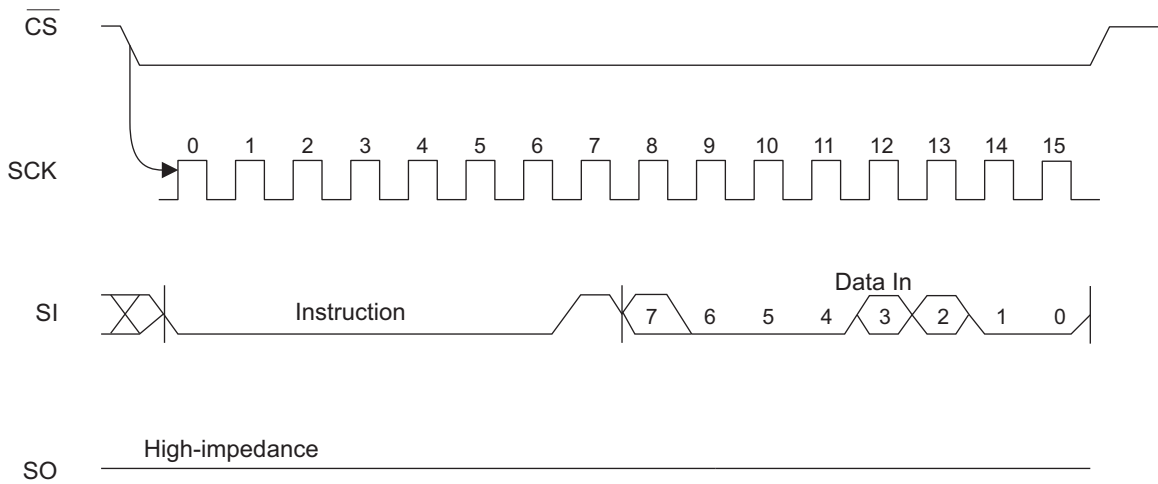 CS
SCK
0 1 2 3 4 5 6 7 8 9 10 11 12 13 14 15
SI
Instruction
Data In
7 6 5 4 3 2 1 0
SO
High-impedance